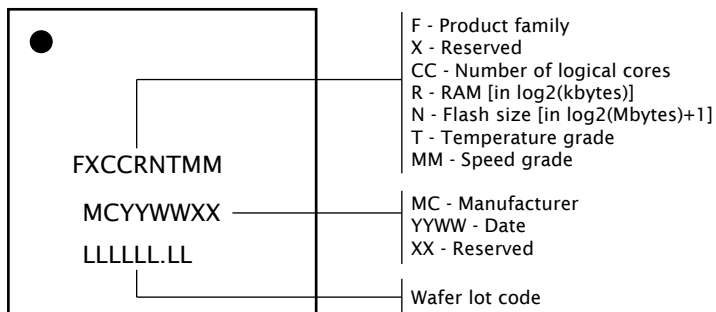 F - Product family
X - Reserved
CC - Number of logical cores
R - RAM [in log2(kbytes)]
N - Flash size [in log2(Mbytes)+1]
T - Temperature grade
MM - Speed grade
FXCCRNTMM
MC - Manufacturer
YYWW - Date
XX - Reserved
MCYYWWXX
LLLLLL.LL
Wafer lot code